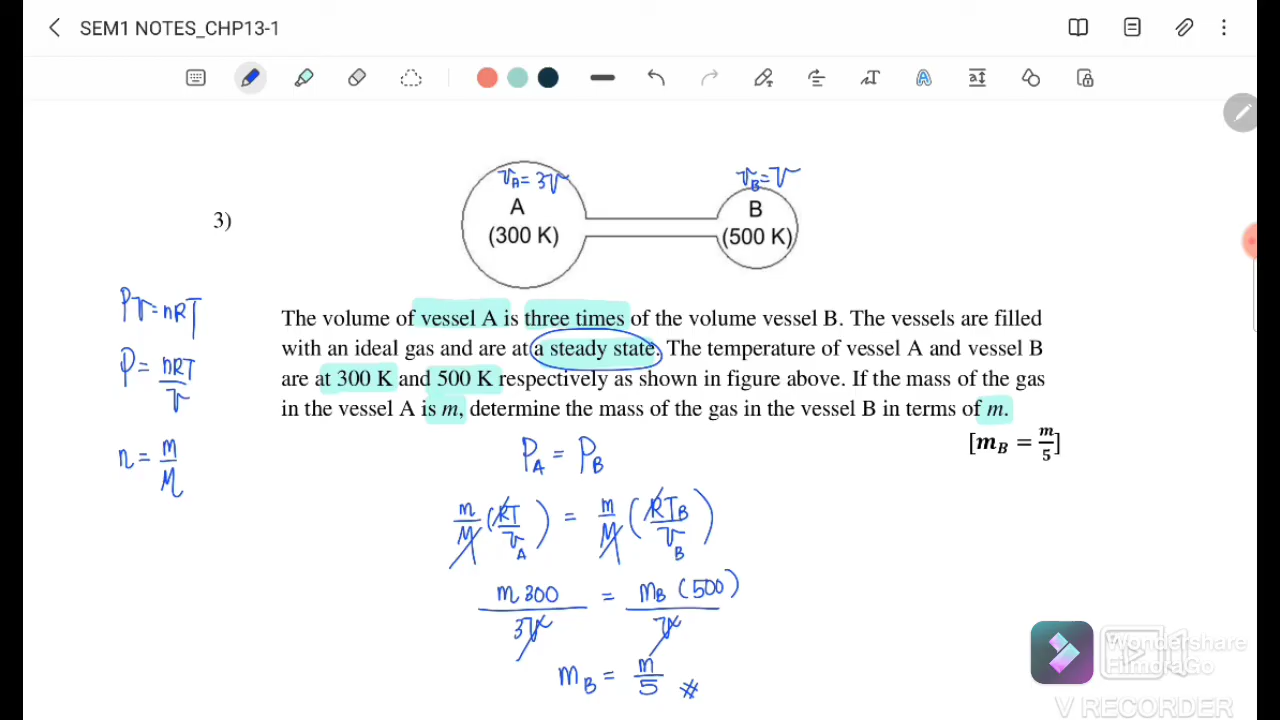 SEM1 NOTES_CHP13-1
V_A = 3V
V_B = V
A
B
3)
(300 K)
(500 K)
PV = nRT
P = nRT/V
n = m/M
The volume of vessel A is three times of the volume vessel B. The vessels are filled
with an ideal gas and are at a steady state. The temperature of vessel A and vessel B
are at 300 K and 500 K respectively as shown in figure above. If the mass of the gas
in the vessel A is m, determine the mass of the gas in the vessel B in terms of m.
[m_B = m/5]
P_A = P_B
m/M (RT/V_A) = m/M (RT_B/V_B)
m300/3V = m_B (500)/V
m_B = m/5 #
Wondershare
FilmoraGo
V RECORDER